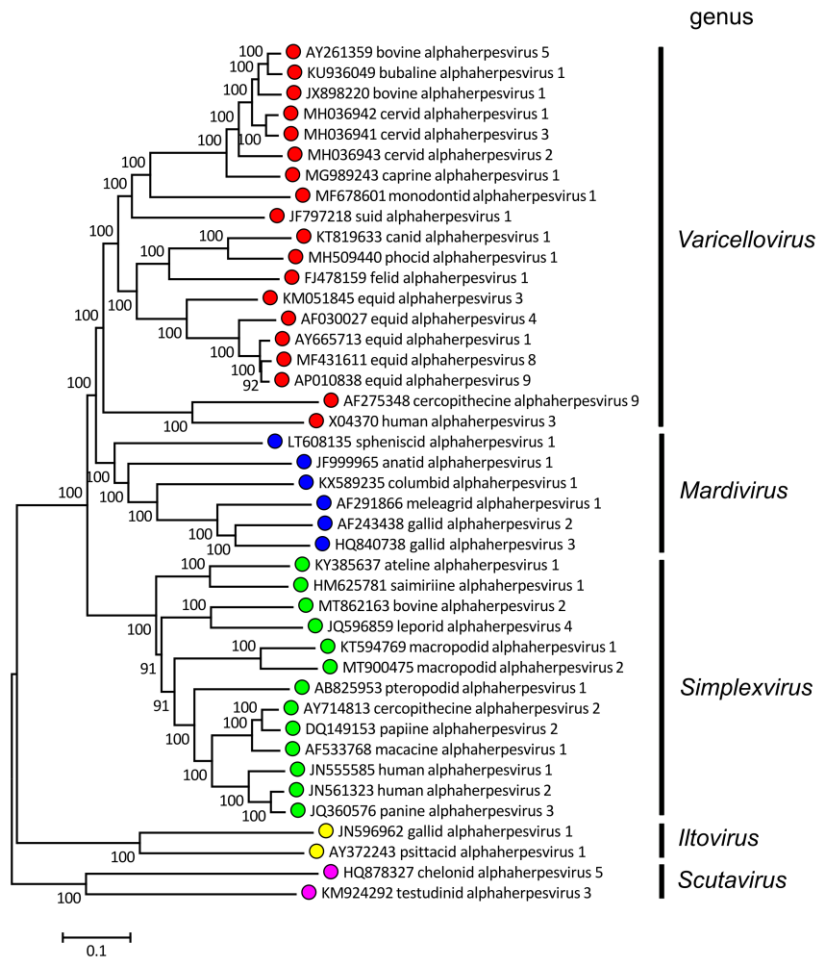 genus
100 AY261359 bovine alphaherpesvirus 5
100 KU936049 bubaline alphaherpesvirus 1
100 JX898220 bovine alphaherpesvirus 1
MH036942 cervid alphaherpesvirus 1
100 100 MH036941 cervid alphaherpesvirus 3
100 MH036943 cervid alphaherpesvirus 2
100 MG989243 caprine alphaherpesvirus 1
100 MF678601 monodontid alphaherpesvirus 1
JF797218 suid alphaherpesvirus 1
100 100 KT819633 canid alphaherpesvirus 1
Varicellovirus
100 MH509440 phocid alphaherpesvirus 1
FJ478159 felid alphaherpesvirus 1
100 KM051845 equid alphaherpesvirus 3
AF030027 equid alphaherpesvirus 4
100 100 AY665713 equid alphaherpesvirus 1
100 MF431611 equid alphaherpesvirus 8
92 AP010838 equid alphaherpesvirus 9
100 AF275348 cercopithecine alphaherpesvirus 9
100 X04370 human alphaherpesvirus 3
LT608135 spheniscid alphaherpesvirus 1
100 JF999965 anatid alphaherpesvirus 1
100 100 KX589235 columbid alphaherpesvirus 1
Mardivirus
AF291866 meleagrid alphaherpesvirus 1
100 AF243438 gallid alphaherpesvirus 2
100 100 HQ840738 gallid alphaherpesvirus 3
KY385637 ateline alphaherpesvirus 1
100 HM625781 saimiriine alphaherpesvirus 1
100 MT862163 bovine alphaherpesvirus 2
100 JQ596859 leporid alphaherpesvirus 4
100 KT594769 macropodid alphaherpesvirus 1
MT900475 macropodid alphaherpesvirus 2
91 AB825953 pteropodid alphaherpesvirus 1
Simplexvirus
91 100 AY714813 cercopithecine alphaherpesvirus 2
100 DQ149153 papiine alphaherpesvirus 2
100 AF533768 macacine alphaherpesvirus 1
100 JN555585 human alphaherpesvirus 1
JN561323 human alphaherpesvirus 2
100 100 JQ360576 panine alphaherpesvirus 3
JN596962 gallid alphaherpesvirus 1
Iltovirus
100 AY372243 psittacid alphaherpesvirus 1
HQ878327 chelonid alphaherpesvirus 5
Scutavirus
100 KM924292 testudinid alphaherpesvirus 3
0.1